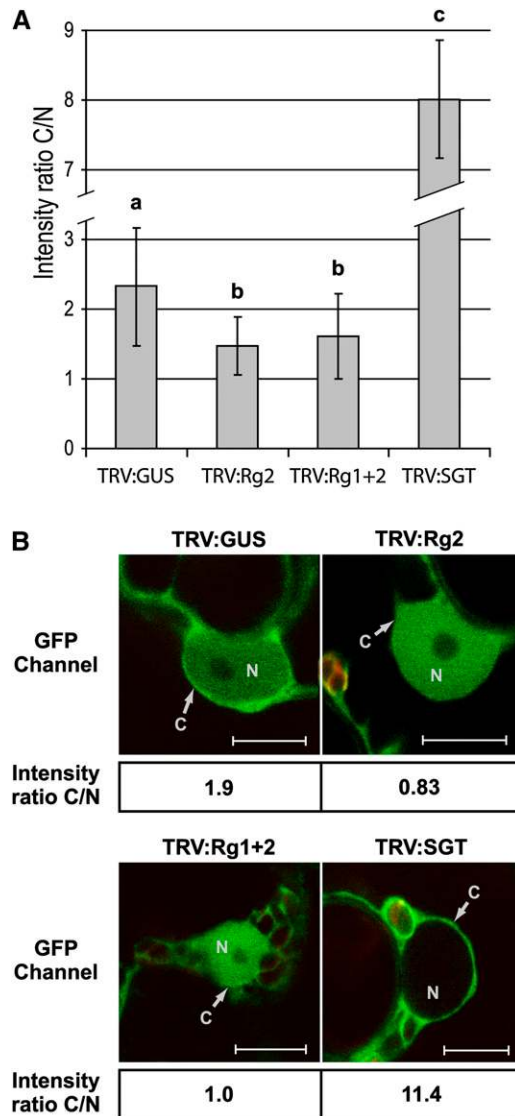 A
Intensity ratio C/N
9
8
7
3
2
1
0
a
b
b
c
TRV:GUS TRV:Rg2 TRV:Rg1+2 TRV:SGT
B
TRV:GUS TRV:Rg2
GFP Channel
C N
C N
Intensity ratio C/N 1.9 0.83
TRV:Rg1+2 TRV:SGT
GFP Channel
N C
C N
Intensity ratio C/N 1.0 11.4